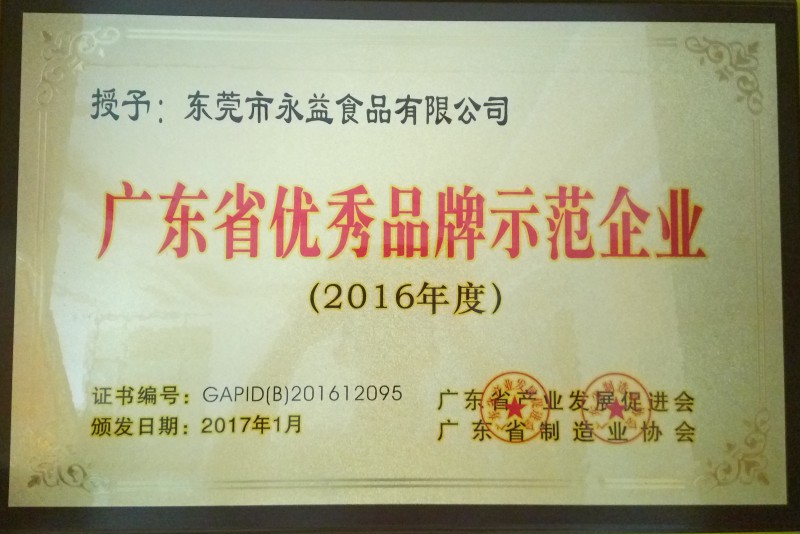 授予：东莞市永益食品有限公司
广东省优秀品牌示范企业
(2016年度)
证书编号：GAPID(B)201612095
颁发日期：2017年1月
广东省产业发展促进会
广东省制造业协会